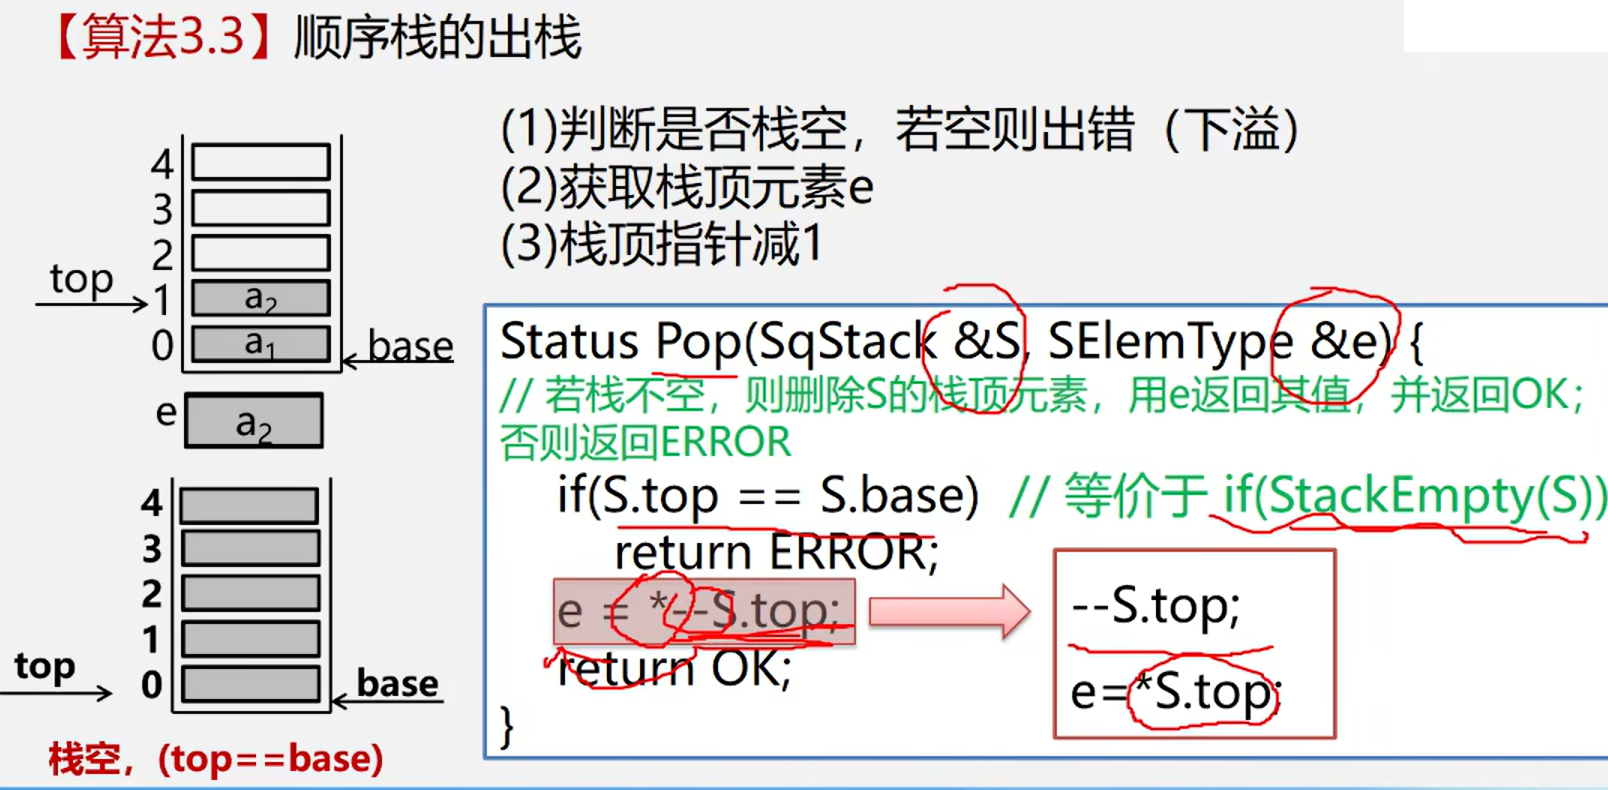 【算法3.3】顺序栈的出栈
(1)判断是否栈空，若空则出错（下溢）
(2)获取栈顶元素e
(3)栈顶指针减1
4
3
2
top
1 a₂
0 a₁ base
e a₂
4
3
2
1
top 0 base
栈空，(top==base)
Status Pop(SqStack &S, SElemType &e) {
// 若栈不空，则删除S的栈顶元素，用e返回其值，并返回OK；
否则返回ERROR
if(S.top == S.base) // 等价于 if(StackEmpty(S))
return ERROR;
e = *--S.top;
return OK;
}
--S.top;
e=*S.top;